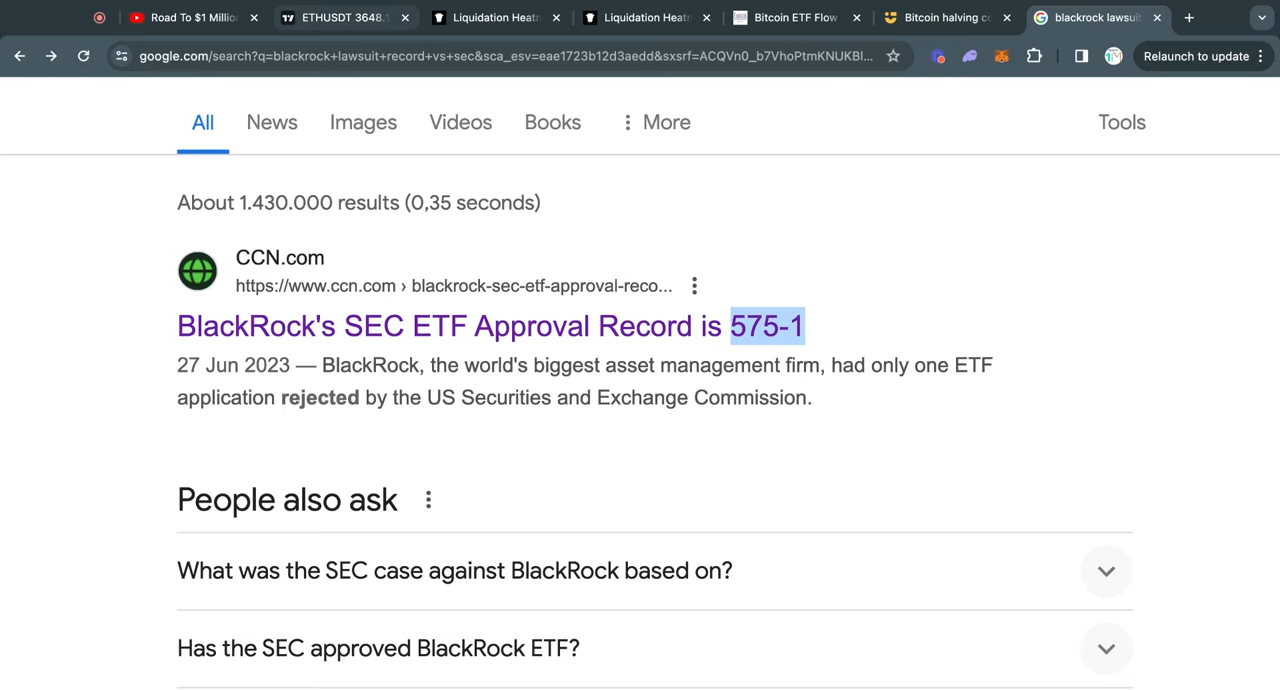 Road To $1 Million
ETHUSDT 3648.1
Liquidation Heatm
Liquidation Heatm
Bitcoin ETF Flow
Bitcoin halving co
blackrock lawsuit
google.com/search?q=blackrock+lawsuit+record+vs+sec&sca_esv=eae1723b12d3aedd&sxsrf=ACQVn0_b7VhoPtmKNUKBl...
Relaunch to update
All
News
Images
Videos
Books
More
Tools
About 1.430.000 results (0,35 seconds)
CCN.com
https://www.ccn.com › blackrock-sec-etf-approval-reco...
BlackRock's SEC ETF Approval Record is 575-1
27 Jun 2023 — BlackRock, the world's biggest asset management firm, had only one ETF
application rejected by the US Securities and Exchange Commission.
People also ask
What was the SEC case against BlackRock based on?
Has the SEC approved BlackRock ETF?